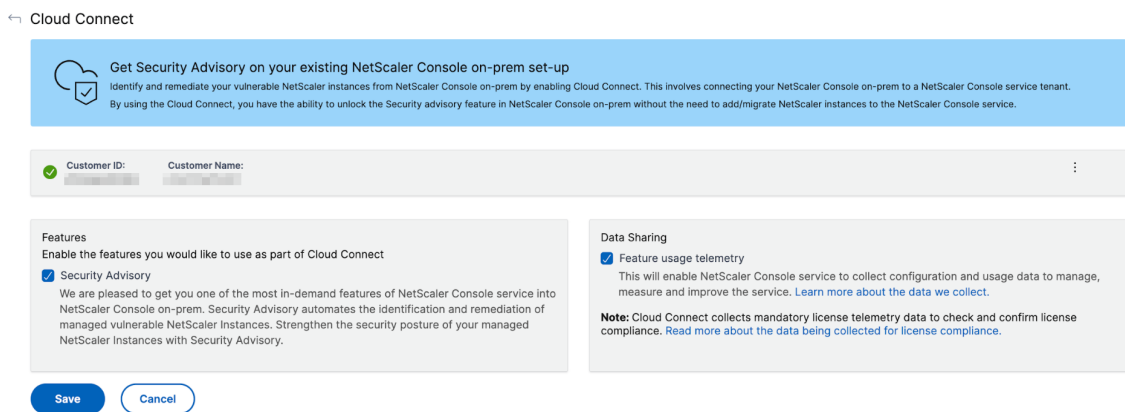 Cloud Connect
Get Security Advisory on your existing NetScaler Console on-prem set-up
Identify and remediate your vulnerable NetScaler instances from NetScaler Console on-prem by enabling Cloud Connect. This involves connecting your NetScaler Console on-prem to a NetScaler Console service tenant.
By using the Cloud Connect, you have the ability to unlock the Security advisory feature in NetScaler Console on-prem without the need to add/migrate NetScaler instances to the NetScaler Console service.
Customer ID: Customer Name:
Features
Enable the features you would like to use as part of Cloud Connect
Security Advisory
We are pleased to get you one of the most in-demand features of NetScaler Console service into
NetScaler Console on-prem. Security Advisory automates the identification and remediation of
managed vulnerable NetScaler Instances. Strengthen the security posture of your managed
NetScaler Instances with Security Advisory.
Data Sharing
Feature usage telemetry
This will enable NetScaler Console service to collect configuration and usage data to manage,
measure and improve the service. Learn more about the data we collect.
Note: Cloud Connect collects mandatory license telemetry data to check and confirm license
compliance. Read more about the data being collected for license compliance.
Save Cancel